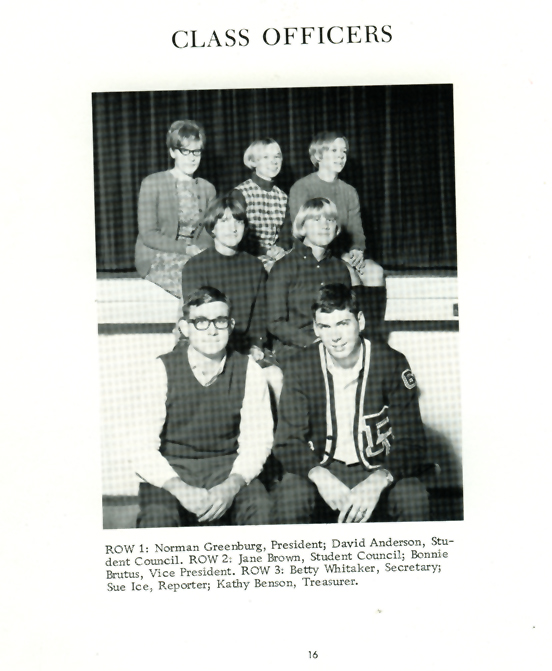 CLASS OFFICERS
ROW 1: Norman Greenburg, President; David Anderson, Stu-
dent Council. ROW 2: Jane Brown, Student Council; Bonnie
Brutus, Vice President. ROW 3: Betty Whitaker, Secretary;
Sue Ice, Reporter; Kathy Benson, Treasurer.
16